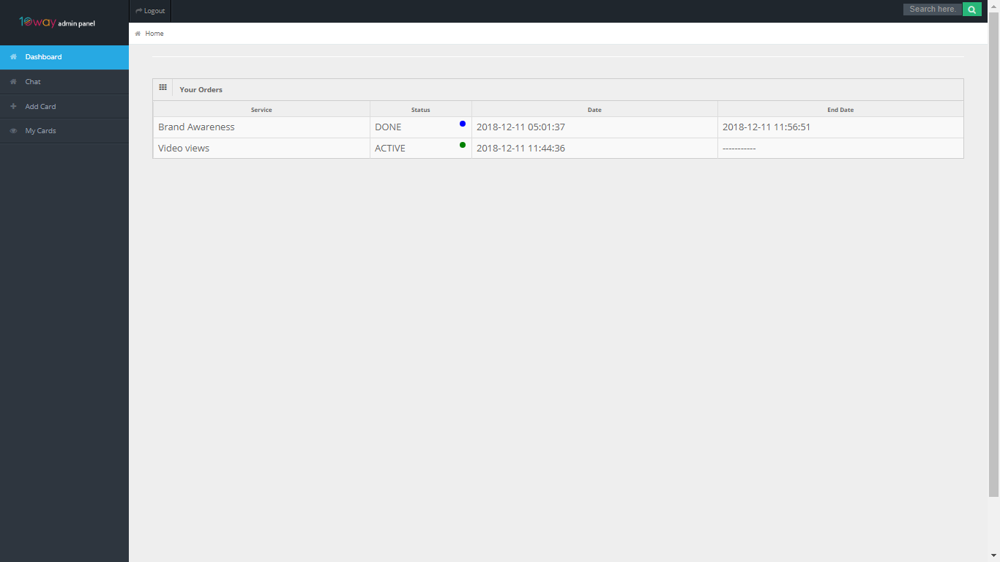 10way admin panel
Logout
Search here.
Home
Dashboard
Chat
Add Card
My Cards
Your Orders
Service Status Date End Date
Brand Awareness DONE 2018-12-11 05:01:37 2018-12-11 11:56:51
Video views ACTIVE 2018-12-11 11:44:36 -----------